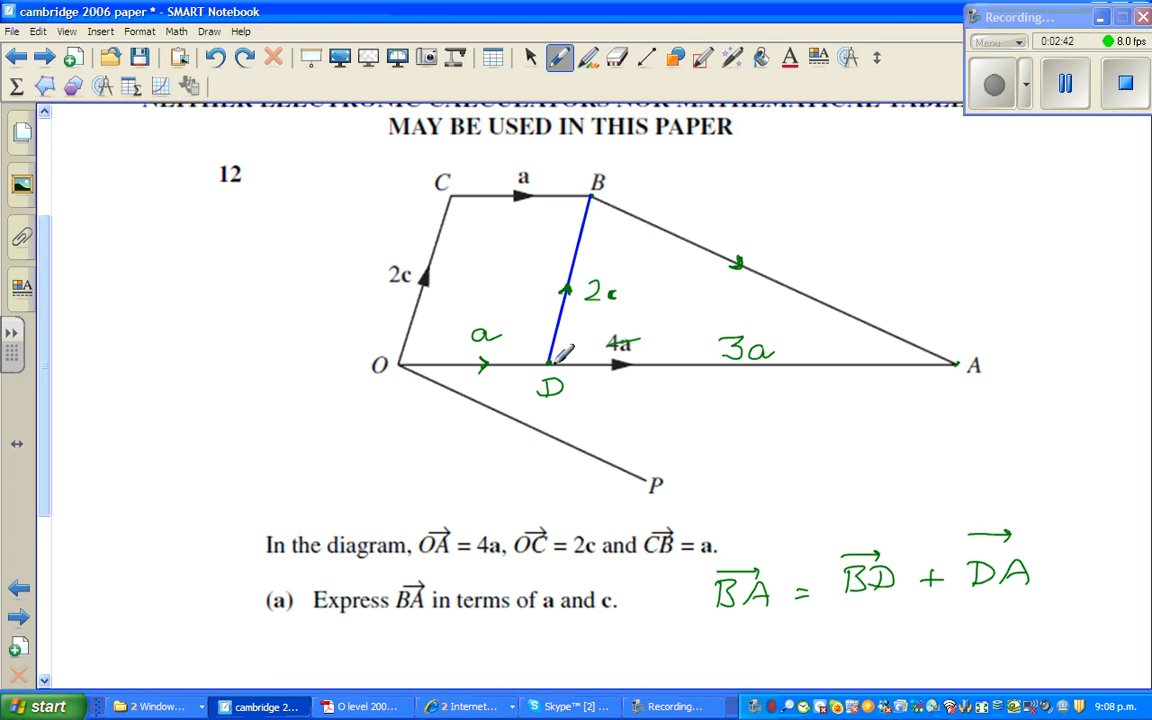 cambridge 2006 paper * - SMART Notebook
Recording...
File Edit View Insert Format Math Draw Help
Menu 0:02:42 8.0 fps
MAY BE USED IN THIS PAPER
12
C a B
2c 2c
a 4a 3a
O A
D
P
In the diagram, OA = 4a, OC = 2c and CB = a.
BA = BD + DA
(a) Express BA in terms of a and c.
start 2 Window... cambridge 2... O level 200... 2 Internet... Skype™ [2] ... Recording... 9:08 p.m.